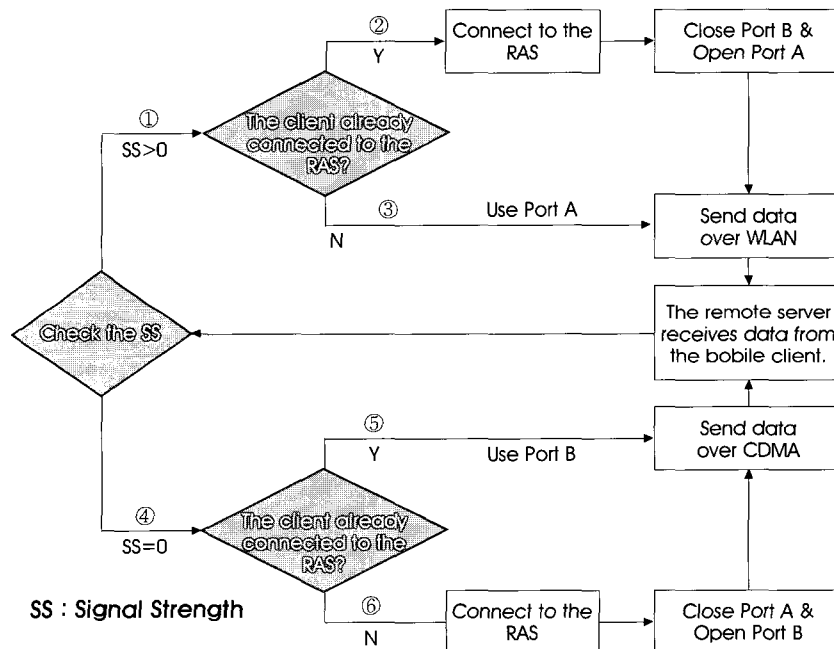 ②
Y
Connect to the
RAS
Close Port B &
Open Port A
①
SS>0
The client already
connected to the
RAS?
③
N
Use Port A
Send data
over WLAN
Check the SS
The remote server
receives data from
the bobile client.
⑤
Y
Use Port B
Send data
over CDMA
④
SS=0
The client already
connected to the
RAS?
⑥
N
Connect to the
RAS
Close Port A &
Open Port B
SS : Signal Strength